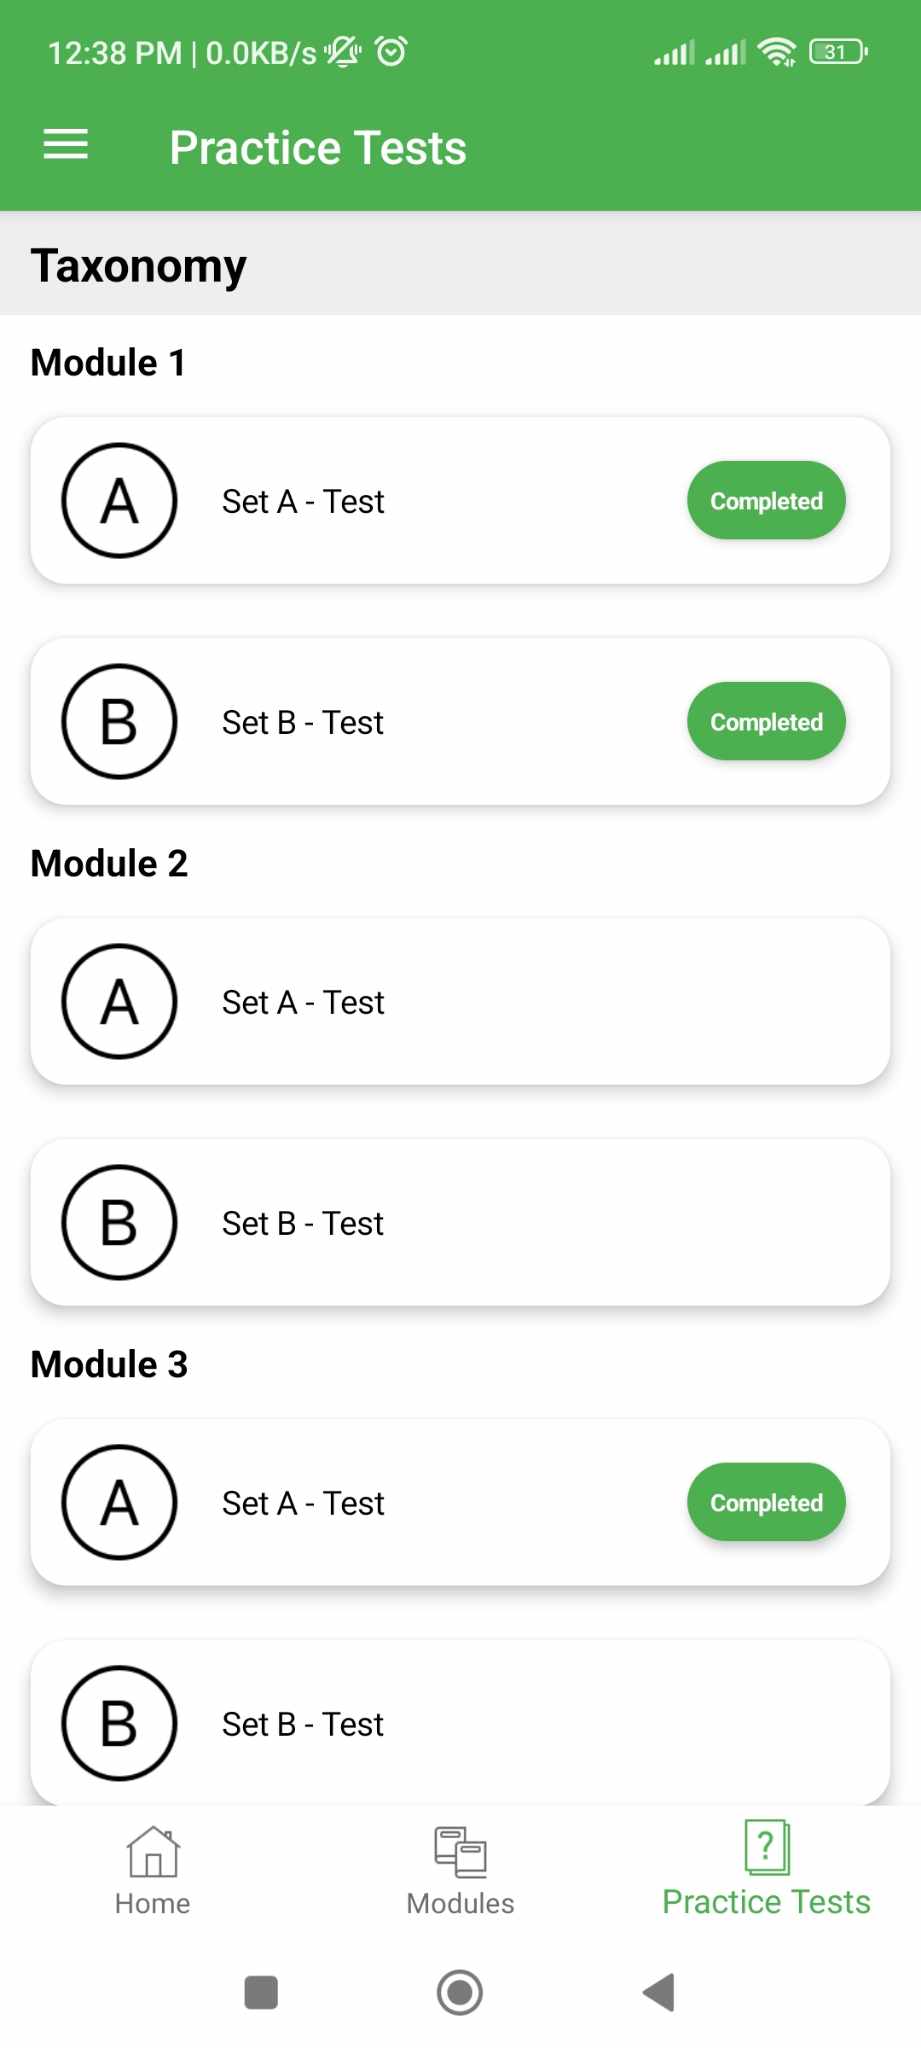 12:38 PM | 0.0KB/s
31
Practice Tests
Taxonomy
Module 1
A
Set A - Test
Completed
B
Set B - Test
Completed
Module 2
A
Set A - Test
B
Set B - Test
Module 3
A
Set A - Test
Completed
B
Set B - Test
?
Home
Modules
Practice Tests